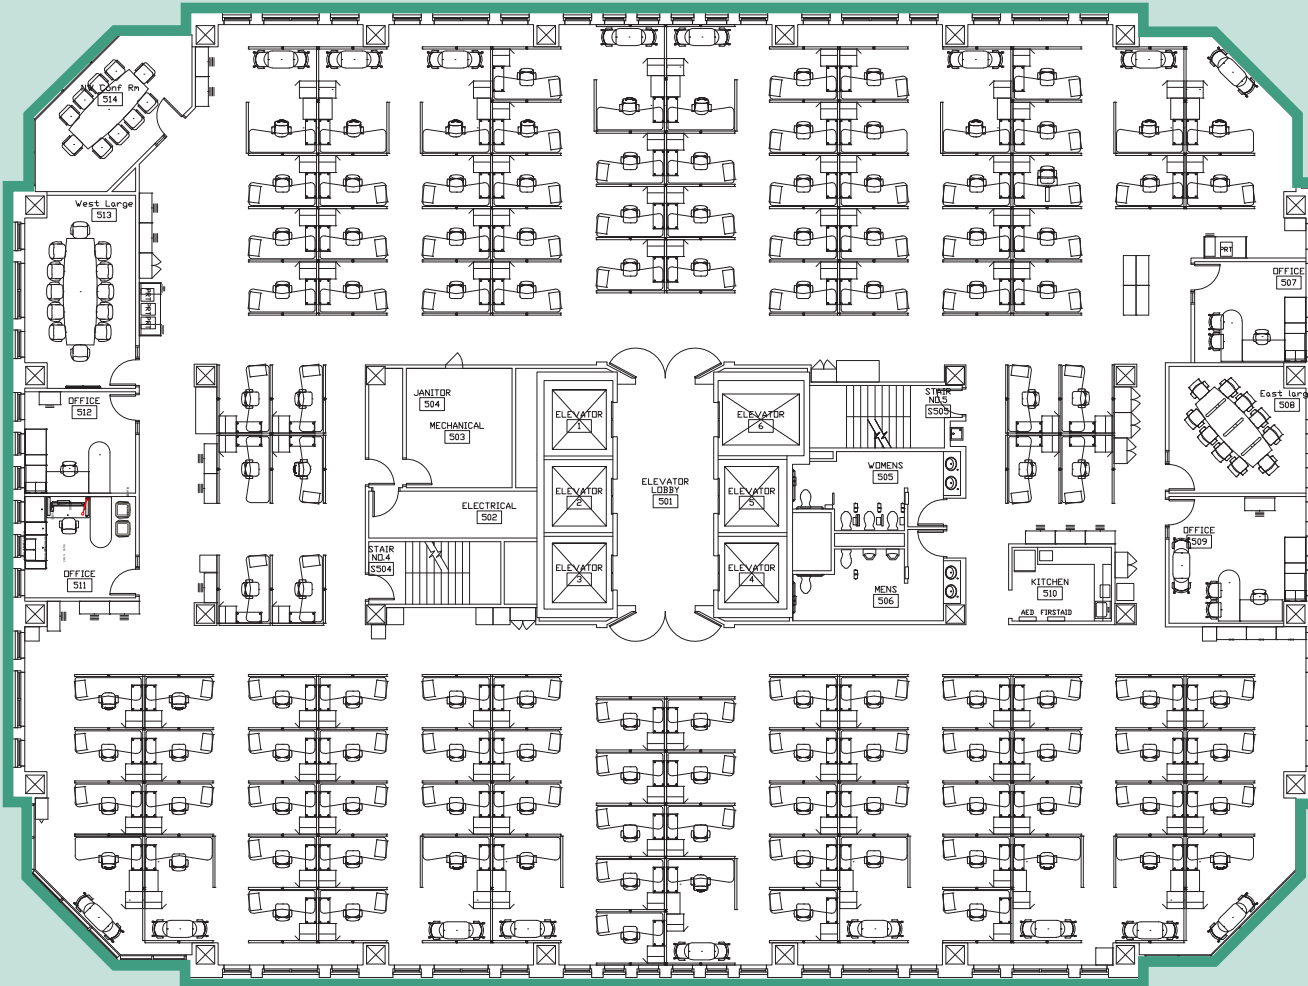 NW Conf Rm
514
West Large
513
PRT
OFFICE
507
OFFICE
512
JANITOR
504
MECHANICAL
503
ELEVATOR
1
ELEVATOR
6
STAIR
NO.5
S505
East larg
508
WOMENS
505
ELEVATOR
2
ELEVATOR
LOBBY
501
ELEVATOR
5
ELECTRICAL
502
OFFICE
509
STAIR
NO.4
S504
OFFICE
511
ELEVATOR
3
ELEVATOR
4
MENS
506
KITCHEN
510
AED FIRSTAID